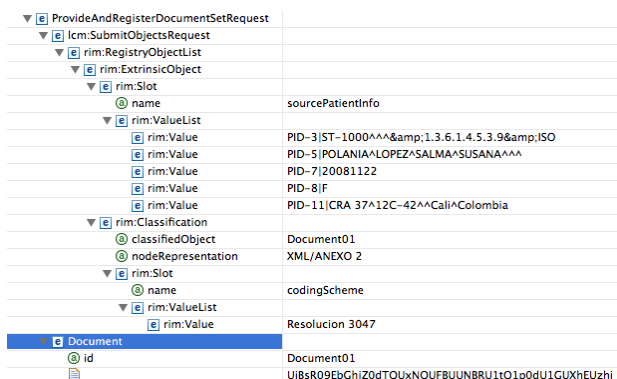 ProvideAndRegisterDocumentSetRequest
lcm:SubmitObjectsRequest
rim:RegistryObjectList
rim:ExtrinsicObject
rim:Slot
name sourcePatientInfo
rim:ValueList
rim:Value PID-3|ST-1000^^^&amp;1.3.6.1.4.5.3.9&amp;ISO
rim:Value PID-5|POLANIA^LOPEZ^SALMA^SUSANA^^^
rim:Value PID-7|20081122
rim:Value PID-8|F
rim:Value PID-11|CRA 37^12C-42^^Cali^Colombia
rim:Classification
classifiedObject Document01
nodeRepresentation XML/ANEXO 2
rim:Slot
name codingScheme
rim:ValueList
rim:Value Resolucion 3047
Document
id Document01